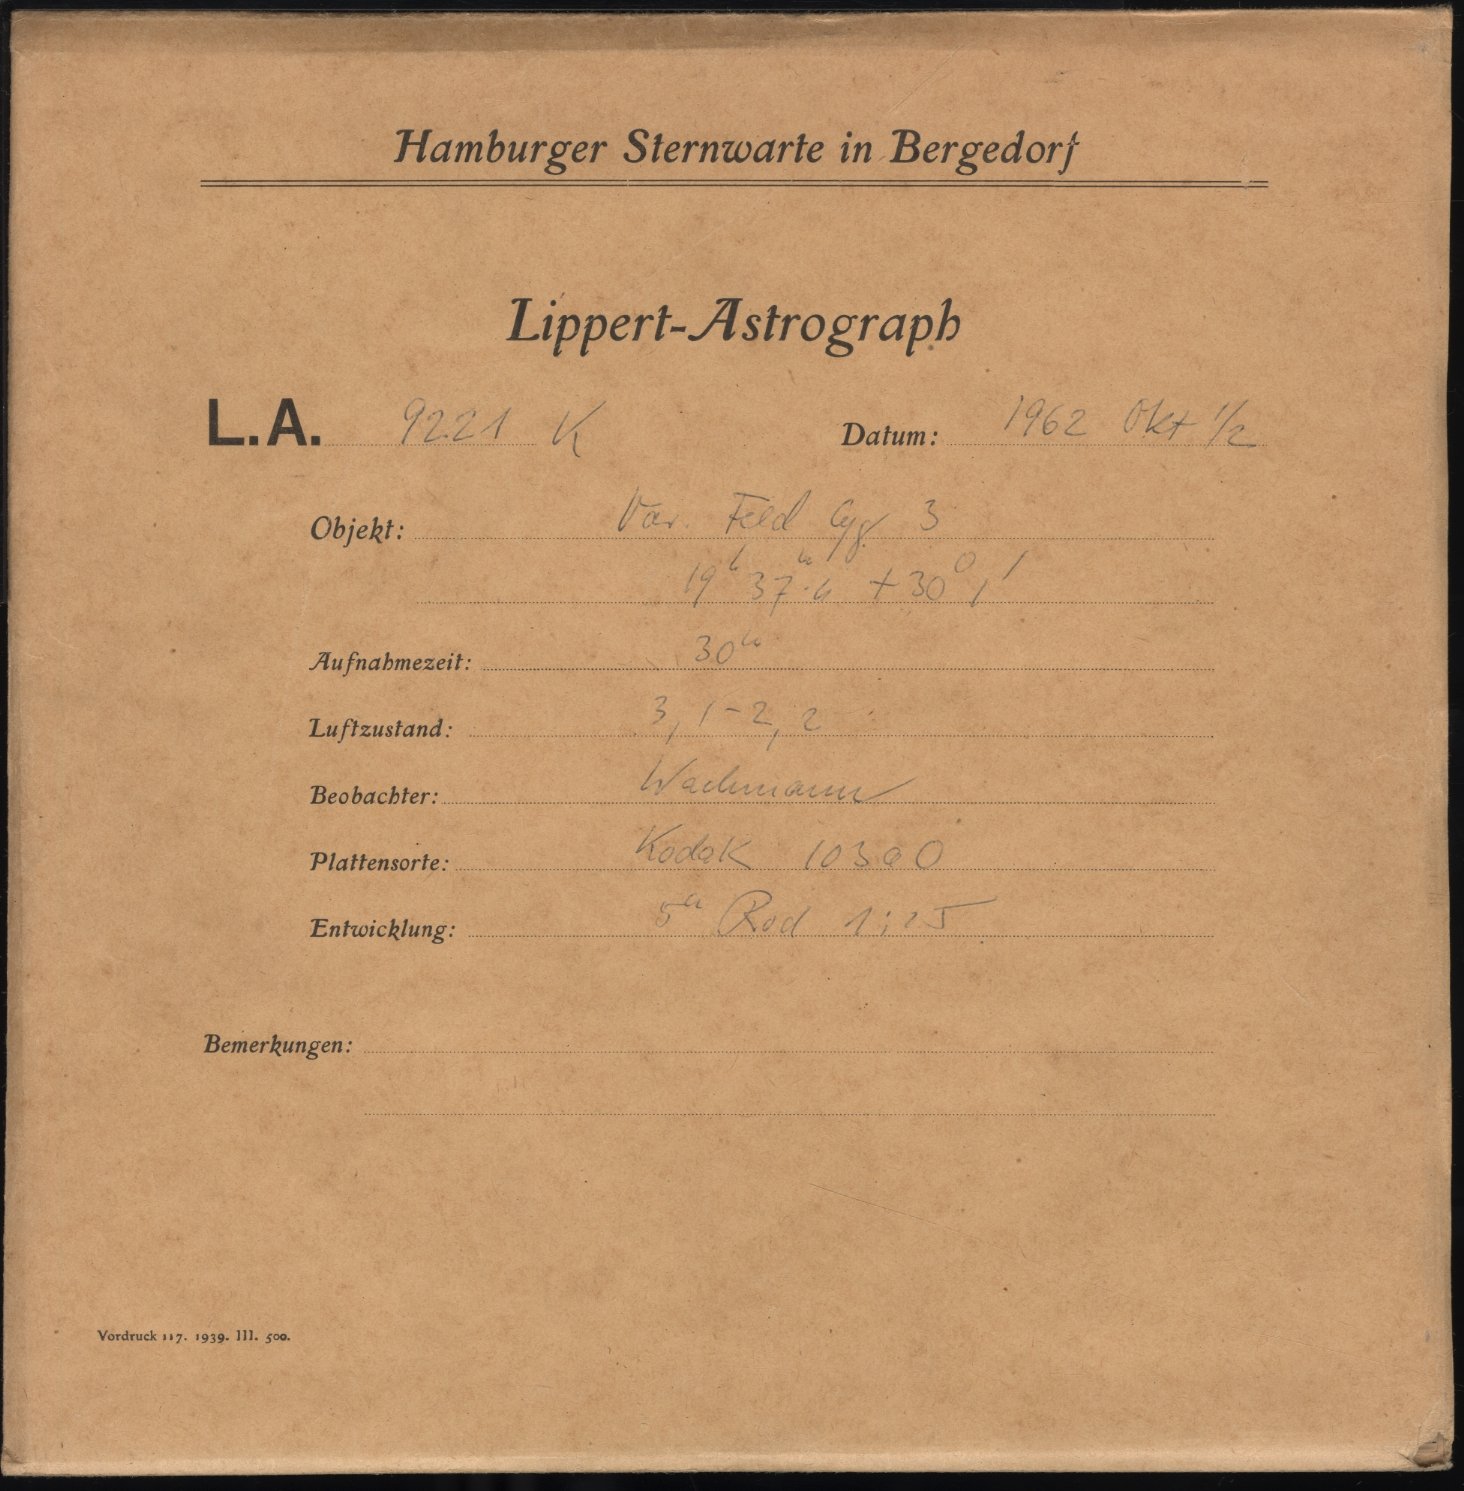 Hamburger Sternwarte in Bergedorf
Lippert-Astrograph
L.A. 9221 K Datum: 1962 Okt 1/2
Objekt: Var. Feld Cyg 3
19h 37m.4 +30° 1'
Aufnahmezeit: 30m
Luftzustand: 3, 1-2, 2
Beobachter: Wachmann
Plattensorte: Kodak 103aO
Entwicklung: 5m Rod 1:25
Bemerkungen:
Vordruck 117. 1939. III. 500.